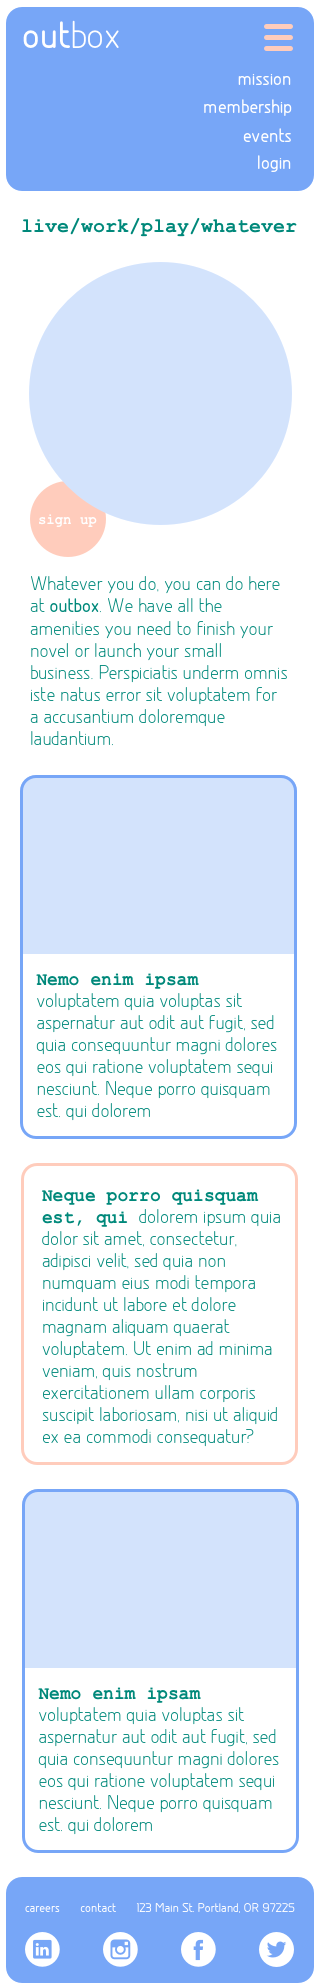 outbox
mission
membership
events
login
live/work/play/whatever
sign up
Whatever you do, you can do here
at outbox. We have all the
amenities you need to finish your
novel or launch your small
business. Perspiciatis underm omnis
iste natus error sit voluptatem for
a accusantium doloremque
laudantium.
Nemo enim ipsam
voluptatem quia voluptas sit
aspernatur aut odit aut fugit, sed
quia consequuntur magni dolores
eos qui ratione voluptatem sequi
nesciunt. Neque porro quisquam
est. qui dolorem
Neque porro quisquam
est, qui dolorem ipsum quia
dolor sit amet, consectetur,
adipisci velit, sed quia non
numquam eius modi tempora
incidunt ut labore et dolore
magnam aliquam quaerat
voluptatem. Ut enim ad minima
veniam, quis nostrum
exercitationem ullam corporis
suscipit laboriosam, nisi ut aliquid
ex ea commodi consequatur?
Nemo enim ipsam
voluptatem quia voluptas sit
aspernatur aut odit aut fugit, sed
quia consequuntur magni dolores
eos qui ratione voluptatem sequi
nesciunt. Neque porro quisquam
est. qui dolorem
careers contact 123 Main St. Portland, OR 97225